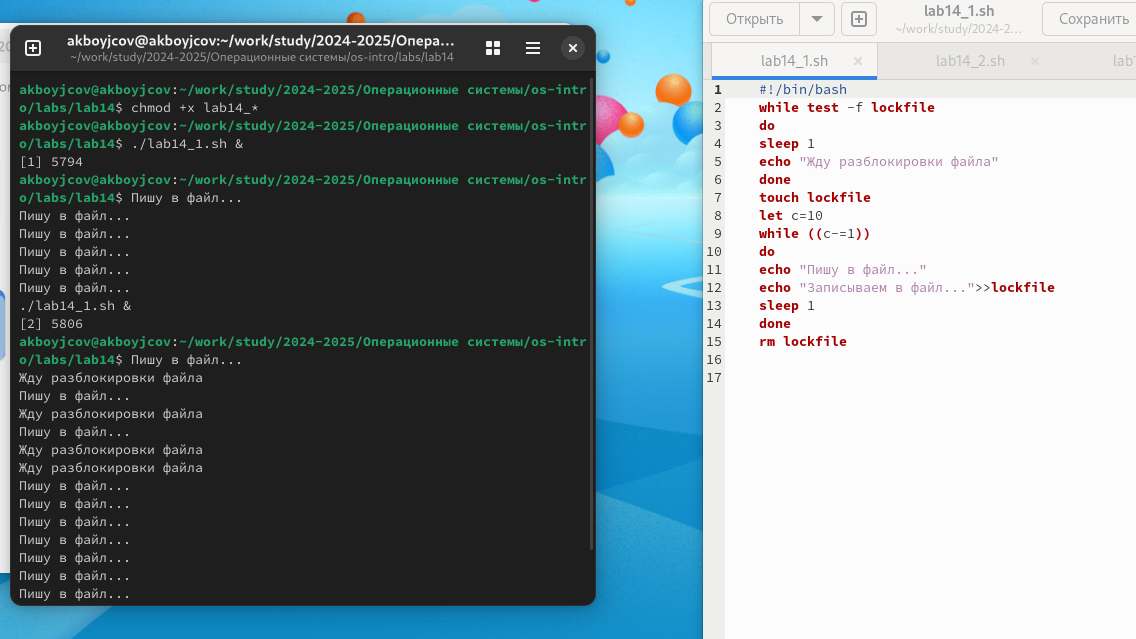 akboyjcov@akboyjcov:~/work/study/2024-2025/Опера...
~/work/study/2024-2025/Операционные системы/os-intro/labs/lab14
akboyjcov@akboyjcov:~/work/study/2024-2025/Операционные системы/os-intr
o/labs/lab14$ chmod +x lab14_*
akboyjcov@akboyjcov:~/work/study/2024-2025/Операционные системы/os-intr
o/labs/lab14$ ./lab14_1.sh &
[1] 5794
akboyjcov@akboyjcov:~/work/study/2024-2025/Операционные системы/os-intr
o/labs/lab14$ Пишу в файл...
Пишу в файл...
Пишу в файл...
Пишу в файл...
Пишу в файл...
Пишу в файл...
./lab14_1.sh &
[2] 5806
akboyjcov@akboyjcov:~/work/study/2024-2025/Операционные системы/os-intr
o/labs/lab14$ Пишу в файл...
Жду разблокировки файла
Пишу в файл...
Жду разблокировки файла
Пишу в файл...
Жду разблокировки файла
Жду разблокировки файла
Пишу в файл...
Пишу в файл...
Пишу в файл...
Пишу в файл...
Пишу в файл...
Пишу в файл...
Пишу в файл...
Открыть
lab14_1.sh
~/work/study/2024-2...
Сохранить
lab14_1.sh
lab14_2.sh
lab
1 #!/bin/bash
2 while test -f lockfile
3 do
4 sleep 1
5 echo "Жду разблокировки файла"
6 done
7 touch lockfile
8 let c=10
9 while ((c-=1))
10 do
11 echo "Пишу в файл..."
12 echo "Записываем в файл...">>lockfile
13 sleep 1
14 done
15 rm lockfile
16
17